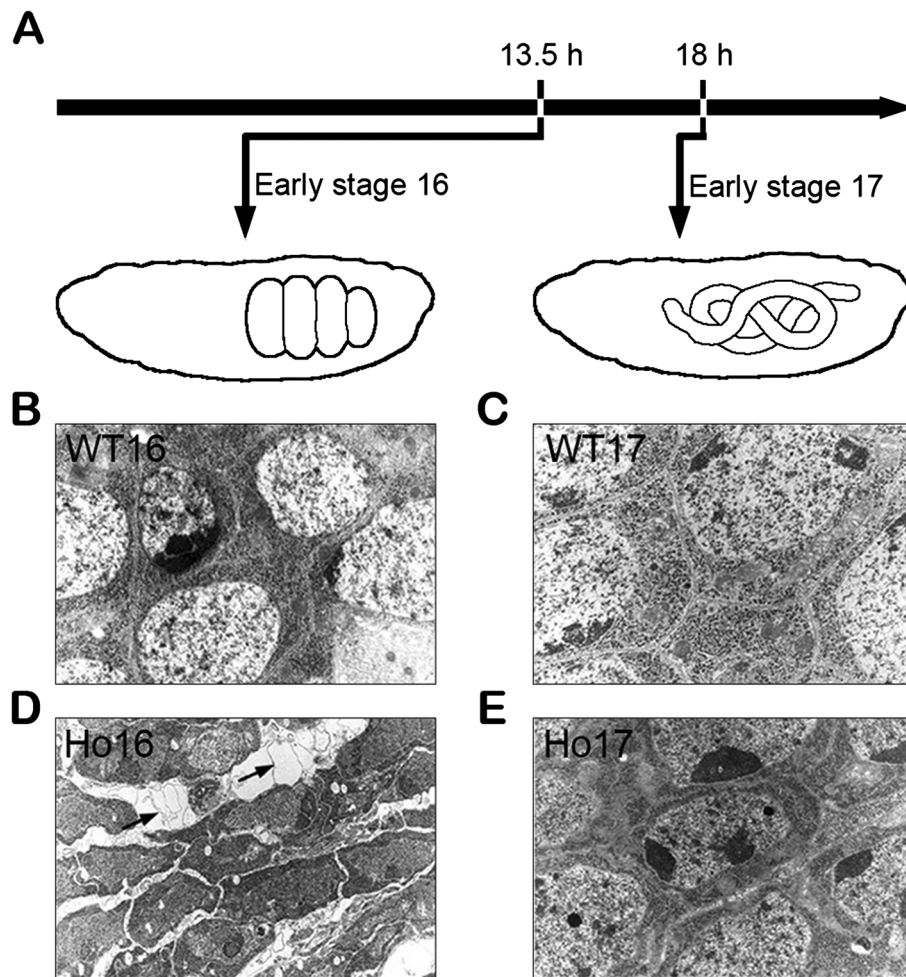 A
13.5 h
18 h
Early stage 16
Early stage 17
B
WT16
C
WT17
D
Ho16
E
Ho17